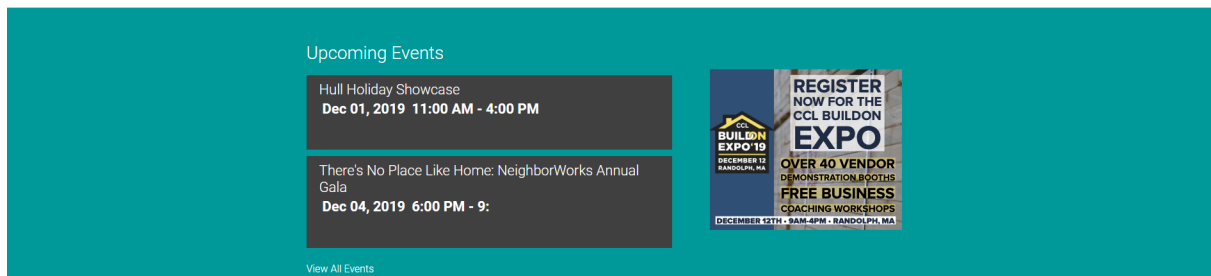 Upcoming Events
Hull Holiday Showcase
Dec 01, 2019 11:00 AM - 4:00 PM
There's No Place Like Home: NeighborWorks Annual
Gala
Dec 04, 2019 6:00 PM - 9:
View All Events
CCL
BUILDON
EXPO'19
DECEMBER 12
RANDOLPH, MA
REGISTER
NOW FOR THE
CCL BUILDON
EXPO
OVER 40 VENDOR
DEMONSTRATION BOOTHS
FREE BUSINESS
COACHING WORKSHOPS
DECEMBER 12TH • 9AM-4PM • RANDOLPH, MA